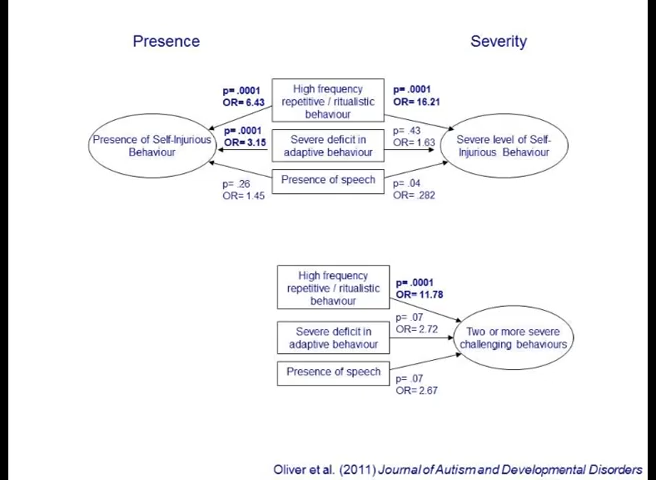 Presence
Severity
p= .0001
OR= 6.43
High frequency
repetitive / ritualistic
behaviour
p= .0001
OR= 16.21
Presence of Self-Injurious
Behaviour
p= .0001
OR= 3.15
Severe deficit in
adaptive behaviour
p= .43
OR= 1.63
Severe level of Self-
Injurious Behaviour
p= .26
OR= 1.45
Presence of speech
p= .04
OR= .282
High frequency
repetitive / ritualistic
behaviour
p= .0001
OR= 11.78
Severe deficit in
adaptive behaviour
p= .07
OR= 2.72
Two or more severe
challenging behaviours
Presence of speech
p= .07
OR= 2.67
Oliver et al. (2011) Journal of Autism and Developmental Disorders